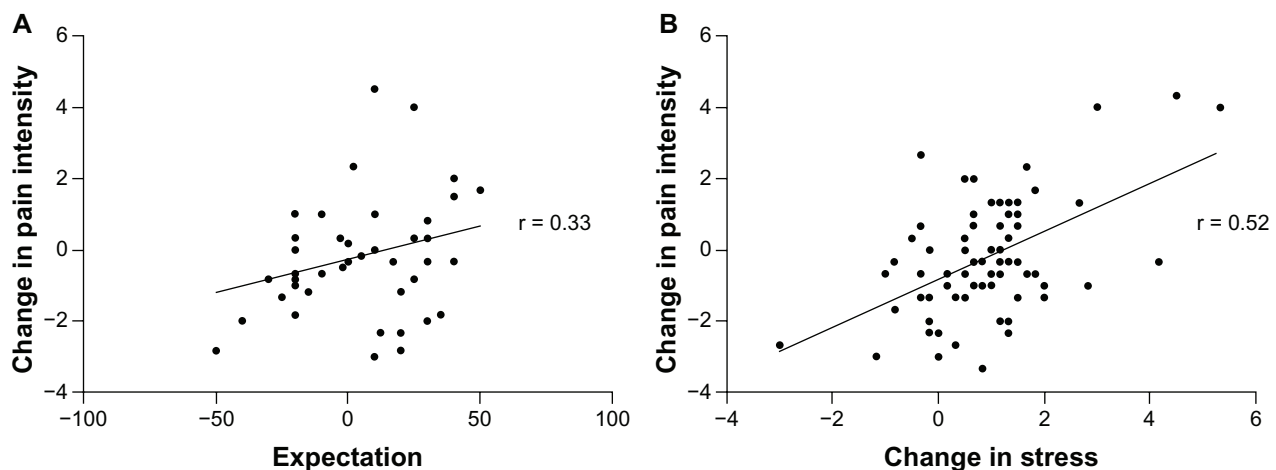 A
Change in pain intensity
6
4
2
0
−2
−4
−100
−50
0
50
100
Expectation
r = 0.33
B
Change in pain intensity
6
4
2
0
−2
−4
−4
−2
0
2
4
6
Change in stress
r = 0.52